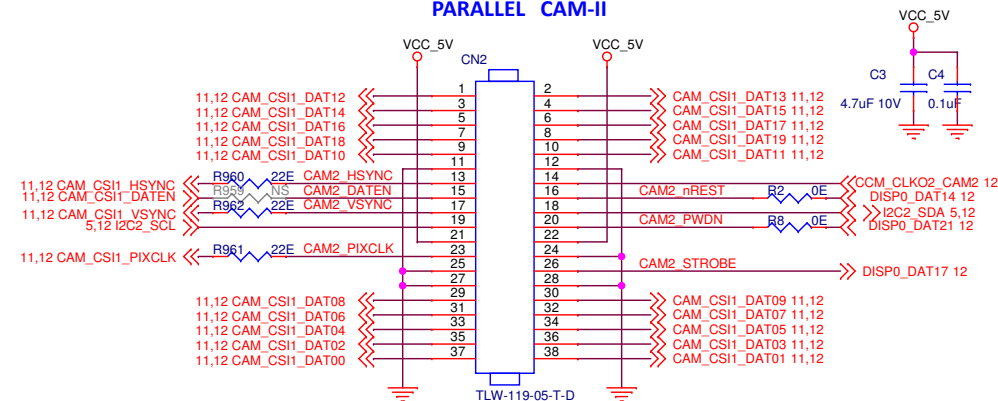 PARALLEL CAM-II
VCC_5V
VCC_5V VCC_5V
CN2
C3 C4
4.7uF 10V 0.1uF
11,12 CAM_CSI1_DAT12 1 2 CAM_CSI1_DAT13 11,12
11,12 CAM_CSI1_DAT14 3 4 CAM_CSI1_DAT15 11,12
11,12 CAM_CSI1_DAT16 5 6 CAM_CSI1_DAT17 11,12
11,12 CAM_CSI1_DAT18 7 8 CAM_CSI1_DAT19 11,12
11,12 CAM_CSI1_DAT10 9 10 CAM_CSI1_DAT11 11,12
11 12
11,12 CAM_CSI1_HSYNC R960 22E CAM2_HSYNC 13 14 CCM_CLKO2_CAM2 12
11,12 CAM_CSI1_DATEN R959 NS CAM2_DATEN 15 16 CAM2_nREST R2 0E DISP0_DAT14 12
11,12 CAM_CSI1_VSYNC R962 22E CAM2_VSYNC 17 18 I2C2_SDA 5,12
5,12 I2C2_SCL 19 20 CAM2_PWDN R8 0E DISP0_DAT21 12
21 22
11,12 CAM_CSI1_PIXCLK R961 22E CAM2_PIXCLK 23 24
25 26 CAM2_STROBE DISP0_DAT17 12
27 28
11,12 CAM_CSI1_DAT08 29 30 CAM_CSI1_DAT09 11,12
11,12 CAM_CSI1_DAT06 31 32 CAM_CSI1_DAT07 11,12
11,12 CAM_CSI1_DAT04 33 34 CAM_CSI1_DAT05 11,12
11,12 CAM_CSI1_DAT02 35 36 CAM_CSI1_DAT03 11,12
11,12 CAM_CSI1_DAT00 37 38 CAM_CSI1_DAT01 11,12
TLW-119-05-T-D